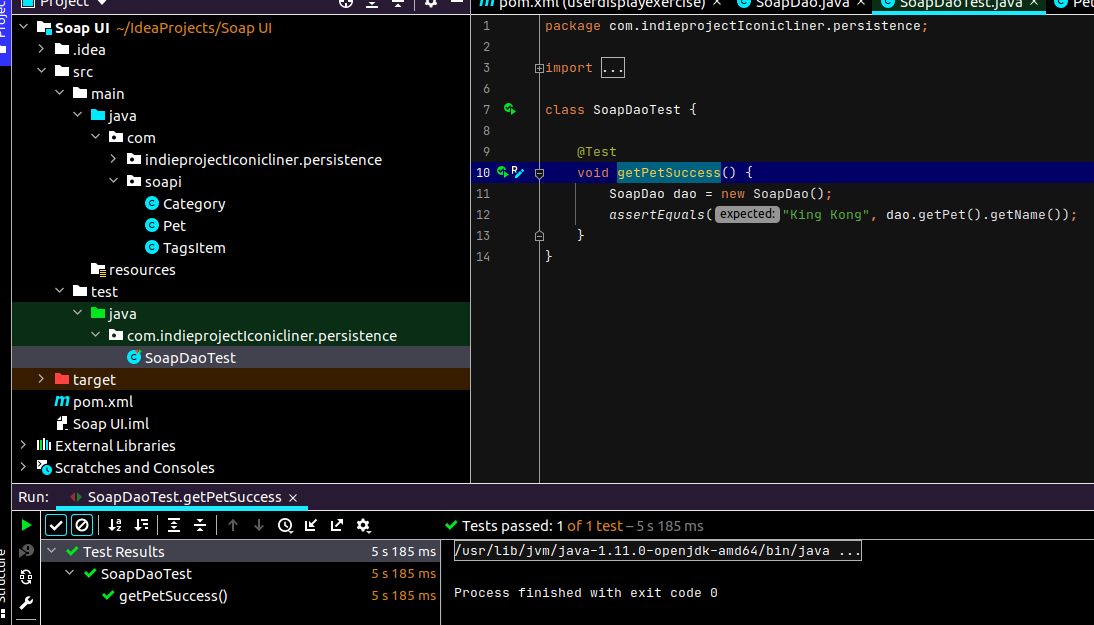 Project
Soap UI ~/IdeaProjects/Soap UI
.idea
src
main
java
com
indieprojectIconicliner.persistence
soapi
Category
Pet
TagsItem
resources
test
java
com.indieprojectIconicliner.persistence
SoapDaoTest
target
pom.xml
Soap UI.iml
External Libraries
Scratches and Consoles
pom.xml (userdisplayexercise)
SoapDao.java
SoapDaoTest.java
Pet
1 package com.indieprojectIconicliner.persistence;
2
3 import ...
6
7 class SoapDaoTest {
8
9 @Test
10 void getPetSuccess() {
11 SoapDao dao = new SoapDao();
12 assertEquals( expected: "King Kong", dao.getPet().getName());
13 }
14 }
Run: SoapDaoTest.getPetSuccess
Tests passed: 1 of 1 test – 5 s 185 ms
Test Results 5 s 185 ms
SoapDaoTest 5 s 185 ms
getPetSuccess() 5 s 185 ms
/usr/lib/jvm/java-1.11.0-openjdk-amd64/bin/java ...
Process finished with exit code 0